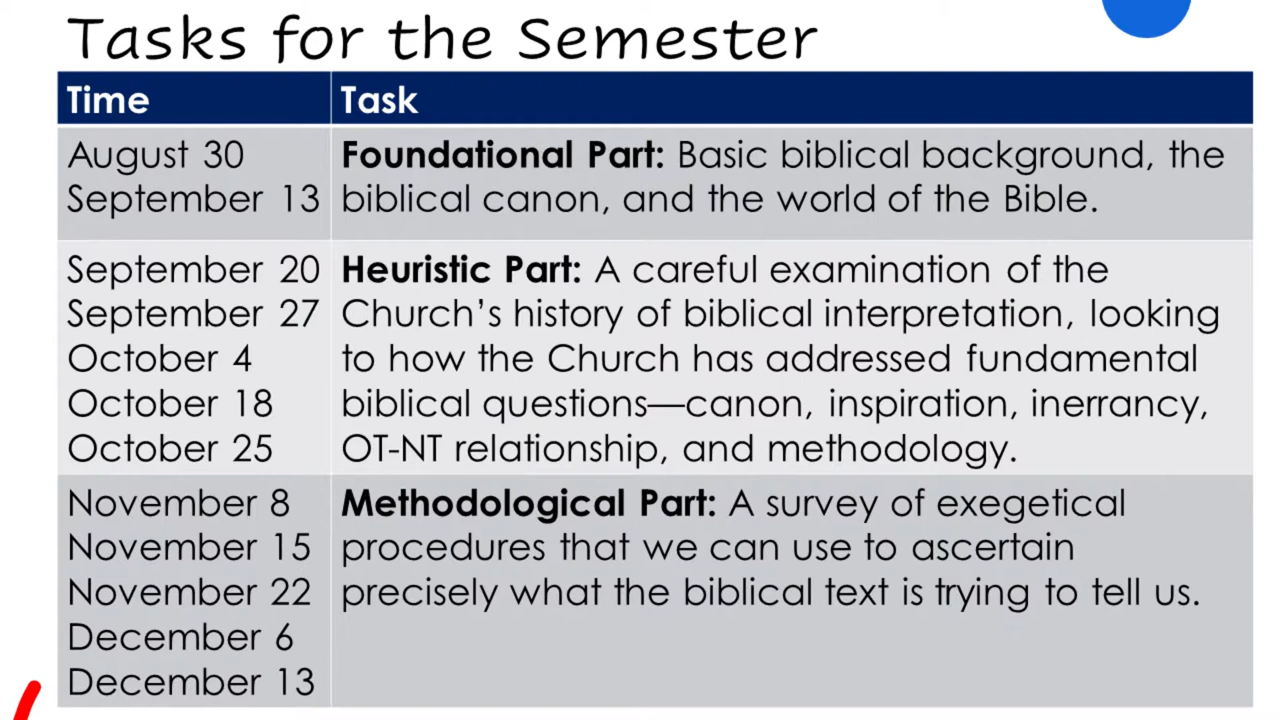 Tasks for the Semester
Time
Task
August 30
September 13
Foundational Part: Basic biblical background, the
biblical canon, and the world of the Bible.
September 20
September 27
October 4
October 18
October 25
Heuristic Part: A careful examination of the
Church’s history of biblical interpretation, looking
to how the Church has addressed fundamental
biblical questions—canon, inspiration, inerrancy,
OT-NT relationship, and methodology.
November 8
November 15
November 22
December 6
December 13
Methodological Part: A survey of exegetical
procedures that we can use to ascertain
precisely what the biblical text is trying to tell us.